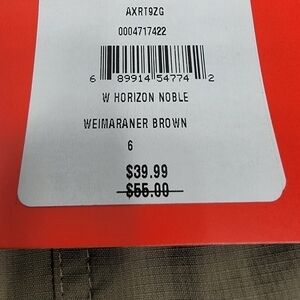 AXRT9ZG
0004717422
6 89914 54774 2
W HORIZON NOBLE
WEIMARANER BROWN
6
$39.99
$55.00